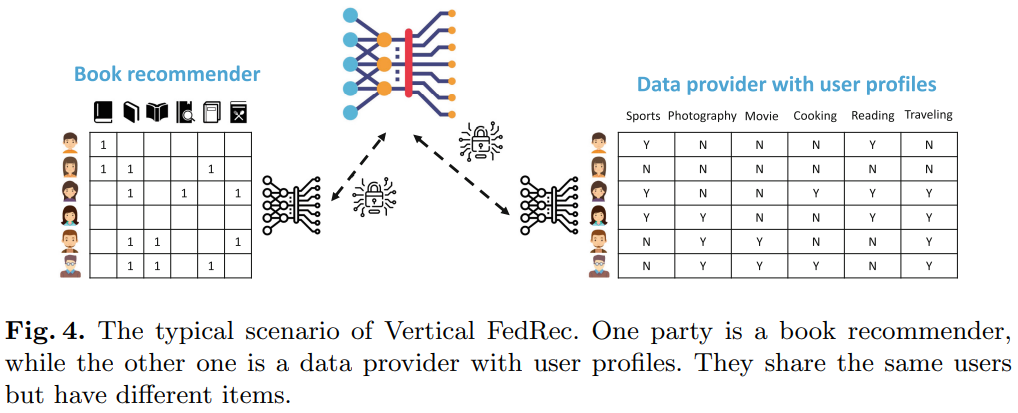 Book recommender
1
1 1 1
1 1 1
1 1 1
1 1 1
Data provider with user profiles
Sports Photography Movie Cooking Reading Traveling
Y N N N Y N
N N N N N N
Y N N Y Y Y
Y Y N N Y Y
N Y Y N N Y
N Y Y Y N Y
Fig. 4. The typical scenario of Vertical FedRec. One party is a book recommender,
while the other one is a data provider with user profiles. They share the same users
but have different items.